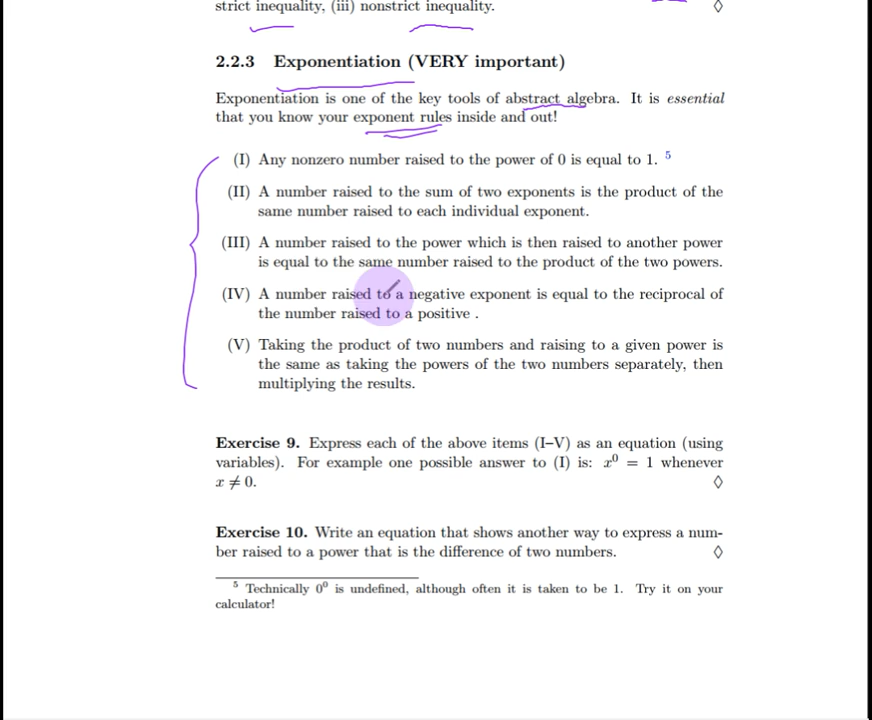 strict inequality, (iii) nonstrict inequality. ◊
2.2.3 Exponentiation (VERY important)
Exponentiation is one of the key tools of abstract algebra. It is essential
that you know your exponent rules inside and out!
(I) Any nonzero number raised to the power of 0 is equal to 1. ⁵
(II) A number raised to the sum of two exponents is the product of the
same number raised to each individual exponent.
(III) A number raised to the power which is then raised to another power
is equal to the same number raised to the product of the two powers.
(IV) A number raised to a negative exponent is equal to the reciprocal of
the number raised to a positive .
(V) Taking the product of two numbers and raising to a given power is
the same as taking the powers of the two numbers separately, then
multiplying the results.
Exercise 9. Express each of the above items (I–V) as an equation (using
variables). For example one possible answer to (I) is: x⁰ = 1 whenever
x ≠ 0. ◊
Exercise 10. Write an equation that shows another way to express a num-
ber raised to a power that is the difference of two numbers. ◊
⁵ Technically 0⁰ is undefined, although often it is taken to be 1. Try it on your
calculator!